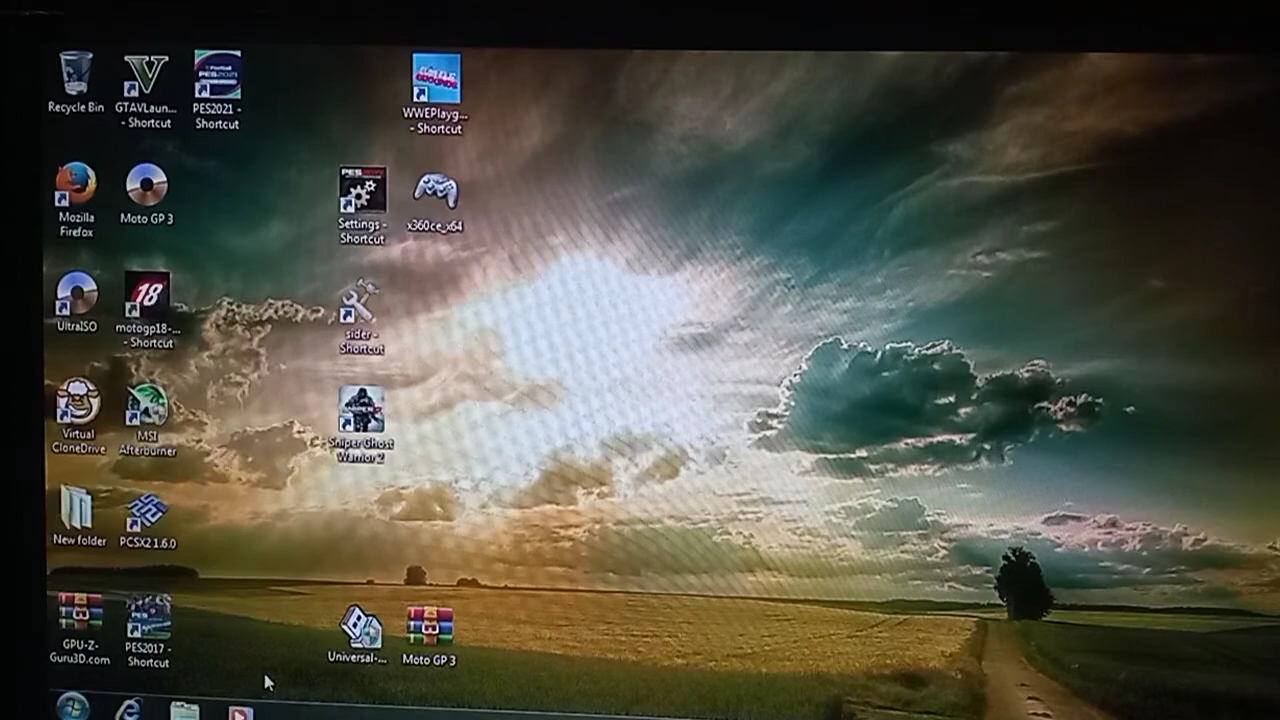 Recycle Bin
GTAVLaun...
- Shortcut
PES2021 -
Shortcut
WWEPlayg...
- Shortcut
Mozilla
Firefox
Moto GP 3
Settings -
Shortcut
x360ce_x64
UltraISO
18
motogp18-...
- Shortcut
sider -
Shortcut
Virtual
CloneDrive
MSI
Afterburner
Sniper Ghost
Warrior 2
New folder
PCSX2 1.6.0
GPU-Z-
Guru3D.com
PES2017 -
Shortcut
Universal-...
Moto GP 3